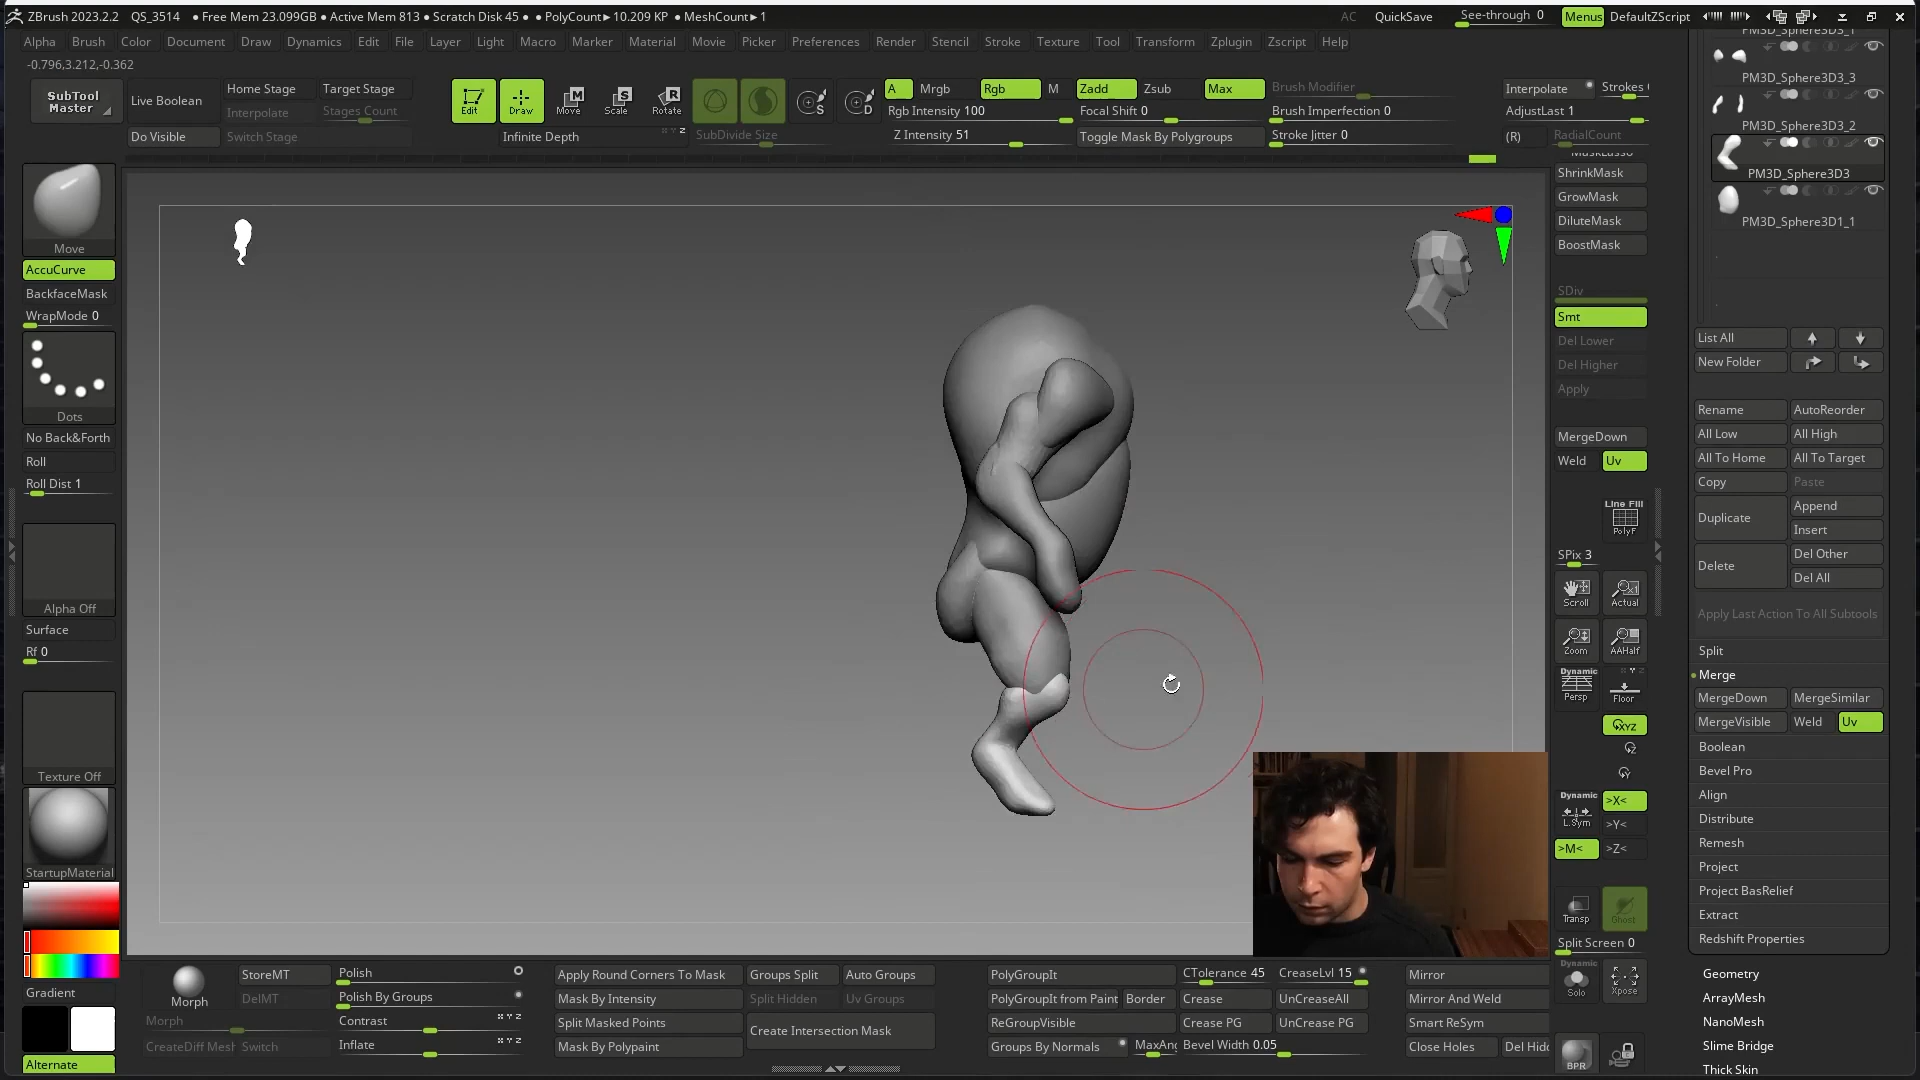 ZBrush 2023.2.2 QS_3514 ● Free Mem 23.099GB ● Active Mem 813 ● Scratch Disk 45 ● ● PolyCount► 10.209 KP ● MeshCount► 1
AC QuickSave See-through 0 Menus DefaultZScript
Alpha Brush Color Document Draw Dynamics Edit File Layer Light Macro Marker Material Movie Picker Preferences Render Stencil Stroke Texture Tool Transform Zplugin Zscript Help
-0.796,3.212,-0.362
SubTool Master
Live Boolean
Do Visible
Home Stage Target Stage
Interpolate Stages Count
Switch Stage
Edit Draw Move Scale Rotate
Infinite Depth
SubDivide Size
A Mrgb Rgb M Zadd Zsub Max Brush Modifier
Rgb Intensity 100 Focal Shift 0 Brush Imperfection 0
Z Intensity 51 Toggle Mask By Polygroups Stroke Jitter 0
Interpolate Strokes
AdjustLast 1
(R) RadialCount
Move
AccuCurve
BackfaceMask
WrapMode 0
Dots
No Back&Forth
Roll
Roll Dist 1
Alpha Off
Surface
Rf 0
Texture Off
StartupMaterial
Gradient
Alternate
ShrinkMask
GrowMask
DiluteMask
BoostMask
SDiv
Smt
Del Lower
Del Higher
Apply
MergeDown
Weld Uv
Line Fill
PolyF
SPix 3
Scroll Actual
Zoom AAHalf
Dynamic
Persp Floor
XYZ
Dynamic
L.Sym >X<
>Y<
>M< >Z<
Transp Ghost
Split Screen 0
Dynamic
Solo Xpose
BPR
PM3D_Sphere3D3_1
PM3D_Sphere3D3_3
PM3D_Sphere3D3_2
PM3D_Sphere3D3
PM3D_Sphere3D1_1
List All
New Folder
Rename AutoReorder
All Low All High
All To Home All To Target
Copy Paste
Duplicate Append
Insert
Delete Del Other
Del All
Apply Last Action To All Subtools
Split
Merge
MergeDown MergeSimilar
MergeVisible Weld Uv
Boolean
Bevel Pro
Align
Distribute
Remesh
Project
Project BasRelief
Extract
Redshift Properties
Geometry
ArrayMesh
NanoMesh
Slime Bridge
Thick Skin
Morph
StoreMT
DelMT
Morph
CreateDiff Mesh Switch
Polish
Polish By Groups
Contrast
Inflate
Apply Round Corners To Mask Groups Split Auto Groups
Mask By Intensity Split Hidden Uv Groups
Split Masked Points Create Intersection Mask
Mask By Polypaint
PolyGroupIt CTolerance 45 CreaseLvl 15 Mirror
PolyGroupIt from Paint Border Crease UnCreaseAll Mirror And Weld
ReGroupVisible Crease PG UnCrease PG Smart ReSym
Groups By Normals Bevel Width 0.05 Close Holes